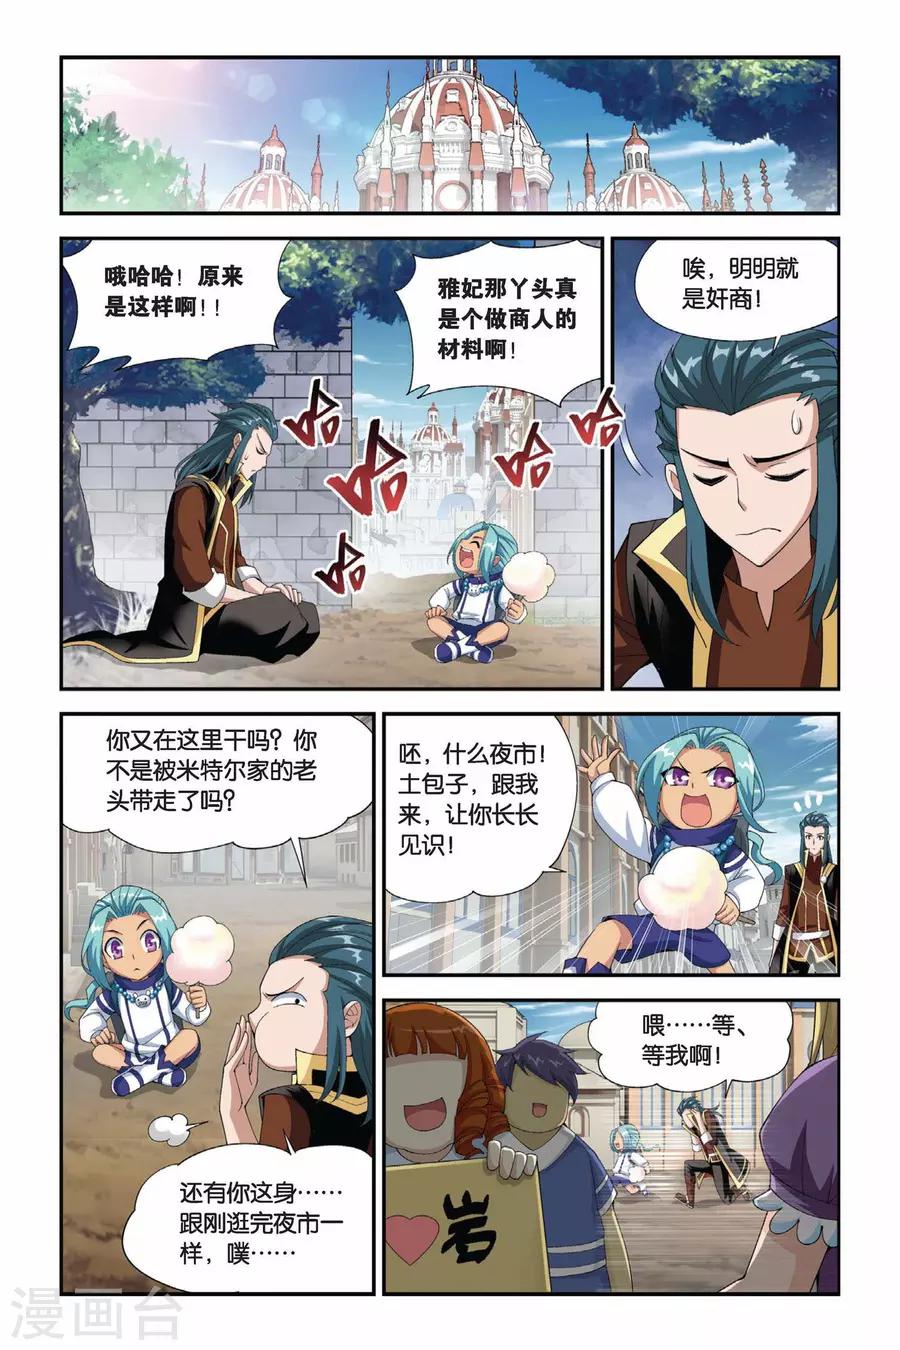 哦哈哈！原来
是这样啊！！
雅妃那丫头真
是个做商人的
材料啊！
哈
哈
哈
哈
哈
唉，明明就
是奸商！
你又在这里干吗？你
不是被米特尔家的老
头带走了吗？
还有你这身……
跟刚逛完夜市一
样，噗……
呸，什么夜市！
土包子，跟我
来，让你长长
见识！
喂……等、
等我啊！
岩
漫画台